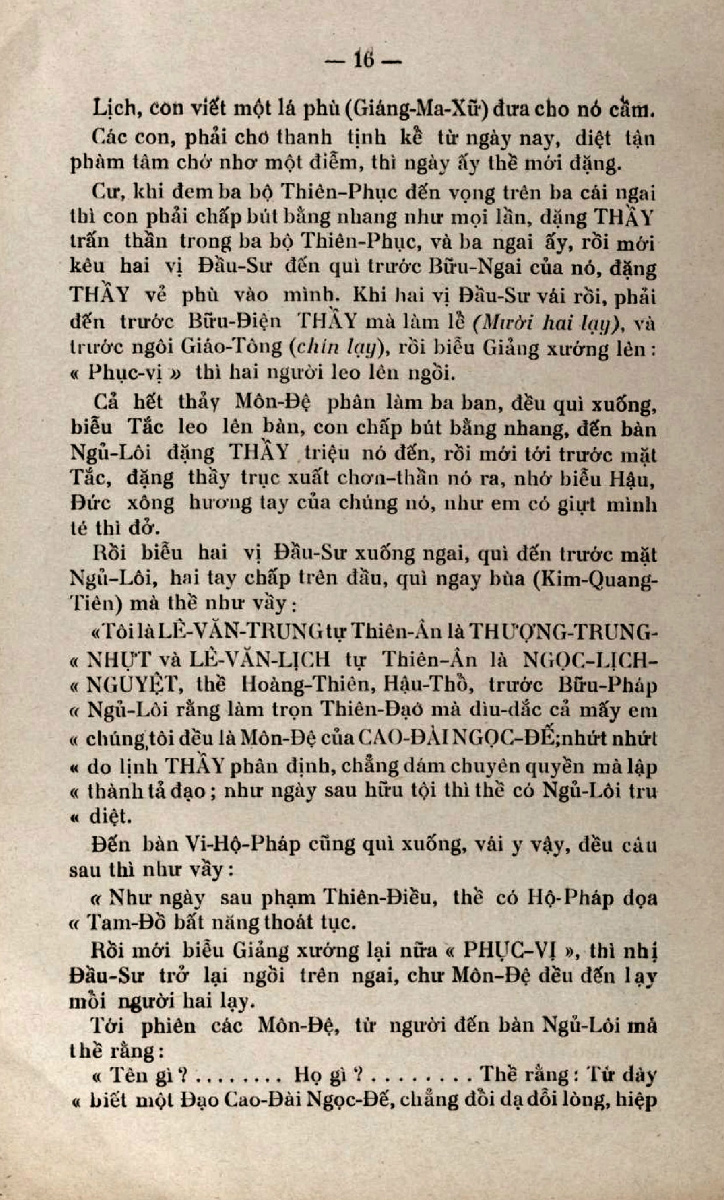 — 16 —
Lịch, con viết một lá phù (Giáng-Ma-Xữ) đưa cho nó cầm.
Các con, phải cho thanh tịnh kể từ ngày nay, diệt tận
phàm tâm chớ nhơ một điểm, thì ngày ấy thề mới đặng.
Cư, khi đem ba bộ Thiên-Phục đến vọng trên ba cái ngai
thì con phải chấp bút bằng nhang như mọi lần, dặng THẦY
trấn thần trong ba bộ Thiên-Phục, và ba ngai ấy, rồi mới
kêu hai vị Đầu-Sư đến quì trước Bữu-Ngai của nó, đặng
THẦY vẻ phù vào mình. Khi hai vị Đầu-Sư vái rồi, phải
đến trước Bữu-Điện THẦY mà làm lễ (Mười hai lạy), và
trước ngôi Giáo-Tông (chín lạy), rồi biểu Giảng xướng lên :
« Phục-vị » thì hai người leo lên ngồi.
Cả hết thảy Môn-Đệ phân làm ba ban, đều quì xuống,
biểu Tắc leo lên bàn, con chấp bút bằng nhang, đến bàn
Ngủ-Lôi đặng THẦY triệu nó đến, rồi mới tới trước mặt
Tắc, đặng thầy trục xuất chơn-thần nó ra, nhớ biểu Hậu,
Đức xông hương tay của chúng nó, như em có giựt mình
té thì đở.
Rồi biểu hai vị Đầu-Sư xuống ngai, quì đến trước mặt
Ngủ-Lôi, hai tay chấp trên đầu, quì ngay bùa (Kim-Quang-
Tiên) mà thề như vầy :
«Tôi là LÊ-VĂN-TRUNG tự Thiên-Ân là THƯỢNG-TRUNG-
« NHỰT và LÊ-VĂN-LỊCH tự Thiên-Ân là NGỌC-LỊCH-
« NGUYỆT, thề Hoàng-Thiên, Hậu-Thổ, trước Bữu-Pháp
« Ngủ-Lôi rằng làm trọn Thiên-Đạo mà dìu-dắc cả mấy em
« chúng tôi đều là Môn-Đệ của CAO-ĐÀI NGỌC-ĐẾ; nhứt nhứt
« do lịnh THẦY phân định, chẳng dám chuyên quyền mà lập
« thành tả đạo ; như ngày sau hữu tội thì thề có Ngủ-Lôi tru
« diệt.
Đến bàn Vi-Hộ-Pháp cũng quì xuống, vái y vậy, đều câu
sau thì như vầy :
« Như ngày sau phạm Thiên-Điều, thề có Hộ-Pháp dọa
« Tam-Đồ bất năng thoát tục.
Rồi mới biểu Giảng xướng lại nữa « PHỤC-VỊ », thì nhị
Đầu-Sư trở lại ngồi trên ngai, chư Môn-Đệ đều đến lạy
mỗi người hai lạy.
Tới phiên các Môn-Đệ, từ người đến bàn Ngủ-Lôi mà
thề rằng :
« Tên gì ? . . . . . . . . Họ gì ? . . . . . . . . Thề rằng : Từ dây
« biết một Đạo Cao-Đài Ngọc-Đế, chẳng đổi dạ đổi lòng, hiệp